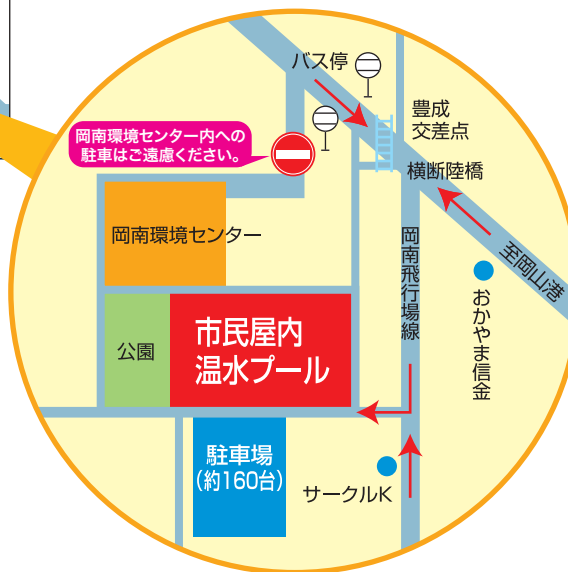 バス停
豊成
交差点
岡南環境センター内への
駐車はご遠慮ください。
横断陸橋
岡南環境センター
岡南飛行場線
至岡山港
おかやま信金
公園
市民屋内
温水プール
駐車場
(約160台)
サークルK